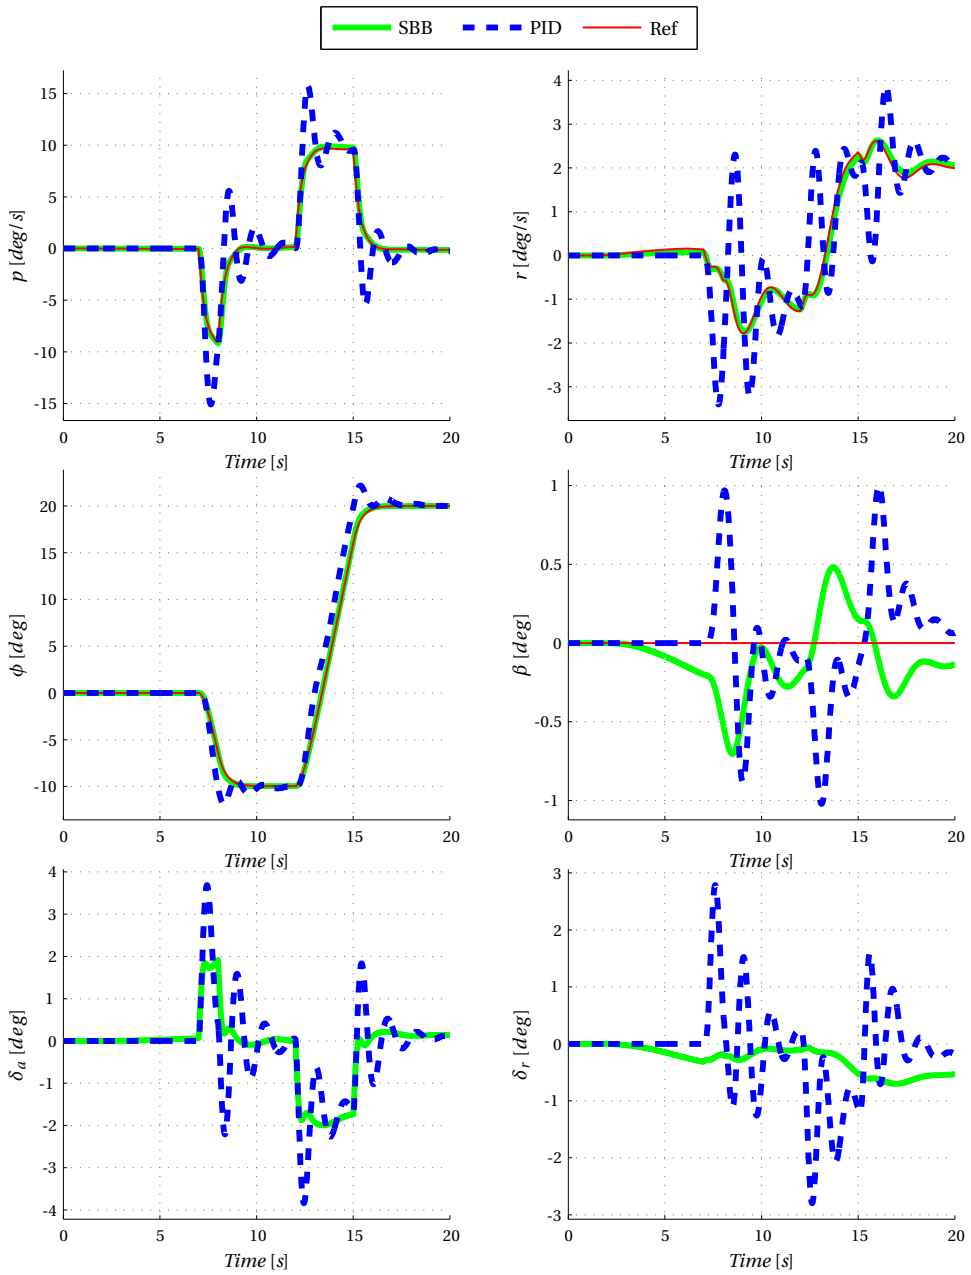 SBB PID Ref
p [deg/s]
15
10
5
0
-5
-10
-15
0 5 10 15 20
Time [s]
r [deg/s]
4
3
2
1
0
-1
-2
-3
0 5 10 15 20
Time [s]
ϕ [deg]
20
15
10
5
0
-5
-10
0 5 10 15 20
Time [s]
β [deg]
1
0.5
0
-0.5
-1
0 5 10 15 20
Time [s]
δa [deg]
4
3
2
1
0
-1
-2
-3
-4
0 5 10 15 20
Time [s]
δr [deg]
3
2
1
0
-1
-2
-3
0 5 10 15 20
Time [s]